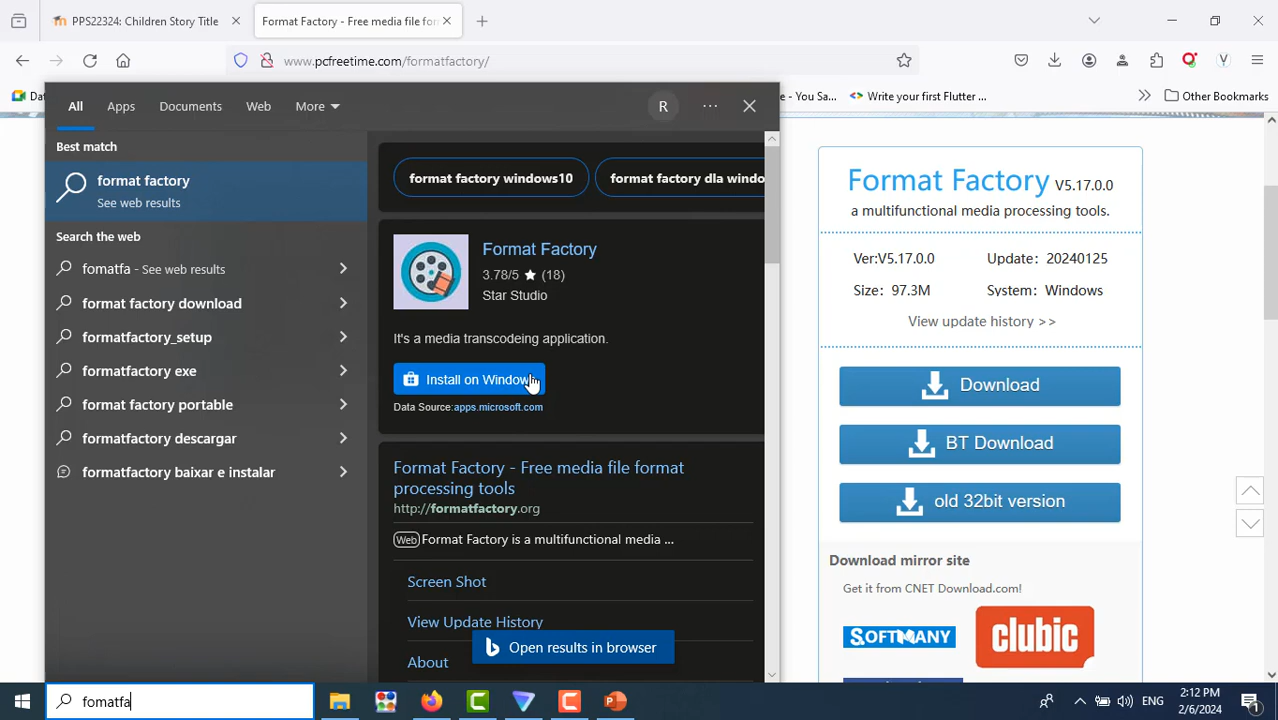 PPS22324: Children Story Title
Format Factory - Free media file for
www.pcfreetime.com/formatfactory/
Dat
e - You Sa...
Write your first Flutter ...
Other Bookmarks
All Apps Documents Web More
R
Best match
format factory
See web results
Search the web
fomatfa - See web results
format factory download
formatfactory_setup
formatfactory exe
format factory portable
formatfactory descargar
formatfactory baixar e instalar
format factory windows10
format factory dla windo
Format Factory
3.78/5 ★ (18)
Star Studio
It's a media transcodeing application.
Install on Window
Data Source:apps.microsoft.com
Format Factory - Free media file format
processing tools
http://formatfactory.org
Web Format Factory is a multifunctional media ...
Screen Shot
View Update History
About
Open results in browser
Format Factory V5.17.0.0
a multifunctional media processing tools.
Ver:V5.17.0.0 Update: 20240125
Size: 97.3M System: Windows
View update history >>
Download
BT Download
old 32bit version
Download mirror site
Get it from CNET Download.com!
SOFTMANY
clubic
fomatfa
ENG
2:12 PM
2/6/2024
1